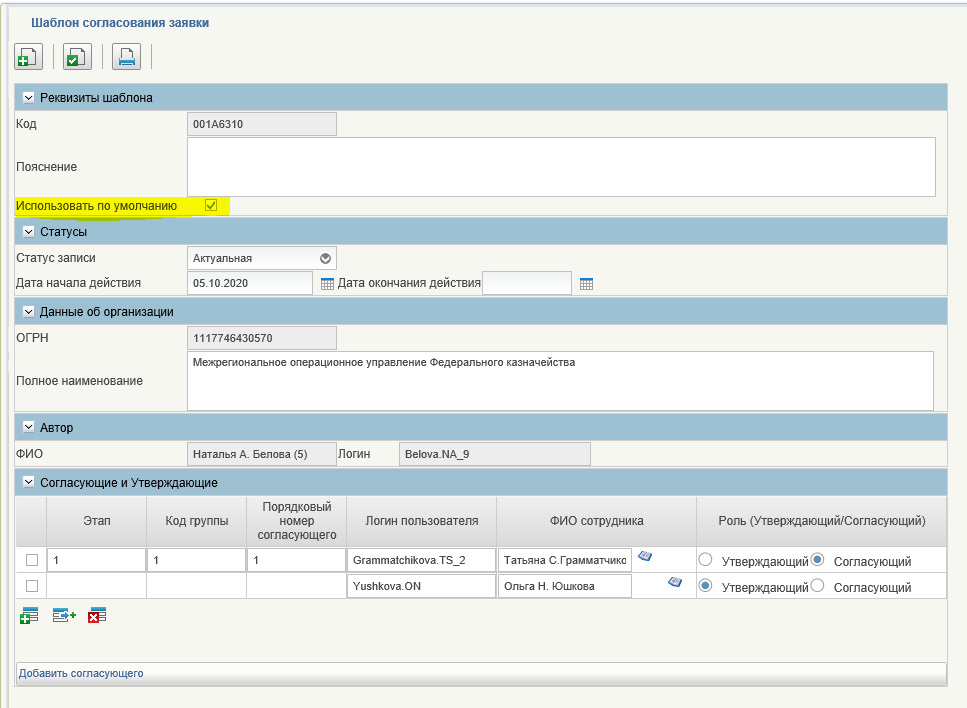 Шаблон согласования заявки
Реквизиты шаблона
Код 001A6310
Пояснение
Использовать по умолчанию
Статусы
Статус записи Актуальная
Дата начала действия 05.10.2020 Дата окончания действия
Данные об организации
ОГРН 1117746430570
Межрегиональное операционное управление Федерального казначейства
Полное наименование
Автор
ФИО Наталья А. Белова (5) Логин Belova.NA_9
Согласующие и Утверждающие
Этап Код группы Порядковый номер согласующего Логин пользователя ФИО сотрудника Роль (Утверждающий/Согласующий)
1 1 1 Grammatchikova.TS_2 Татьяна С.Грамматчико Утверждающий Согласующий
Yushkova.ON Ольга Н. Юшкова Утверждающий Согласующий
Добавить согласующего